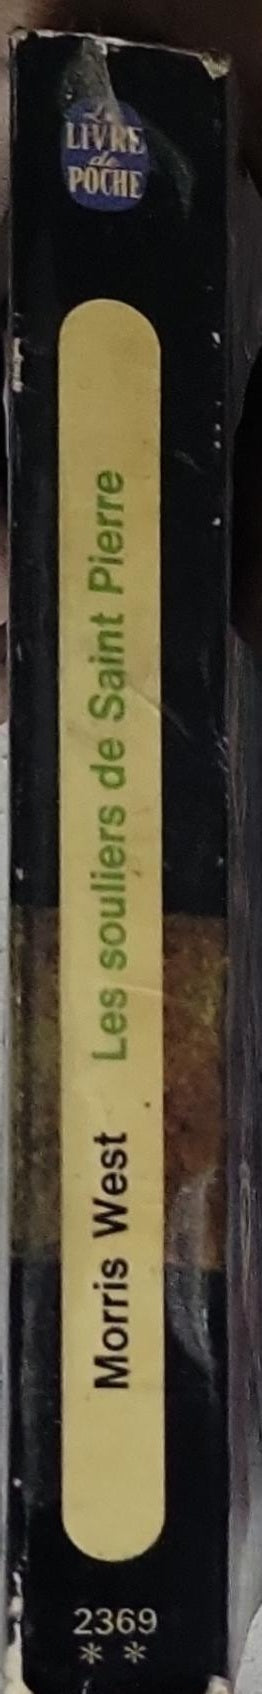 Le
LIVRE
de
POCHE
Morris West Les souliers de Saint Pierre
2369
* *